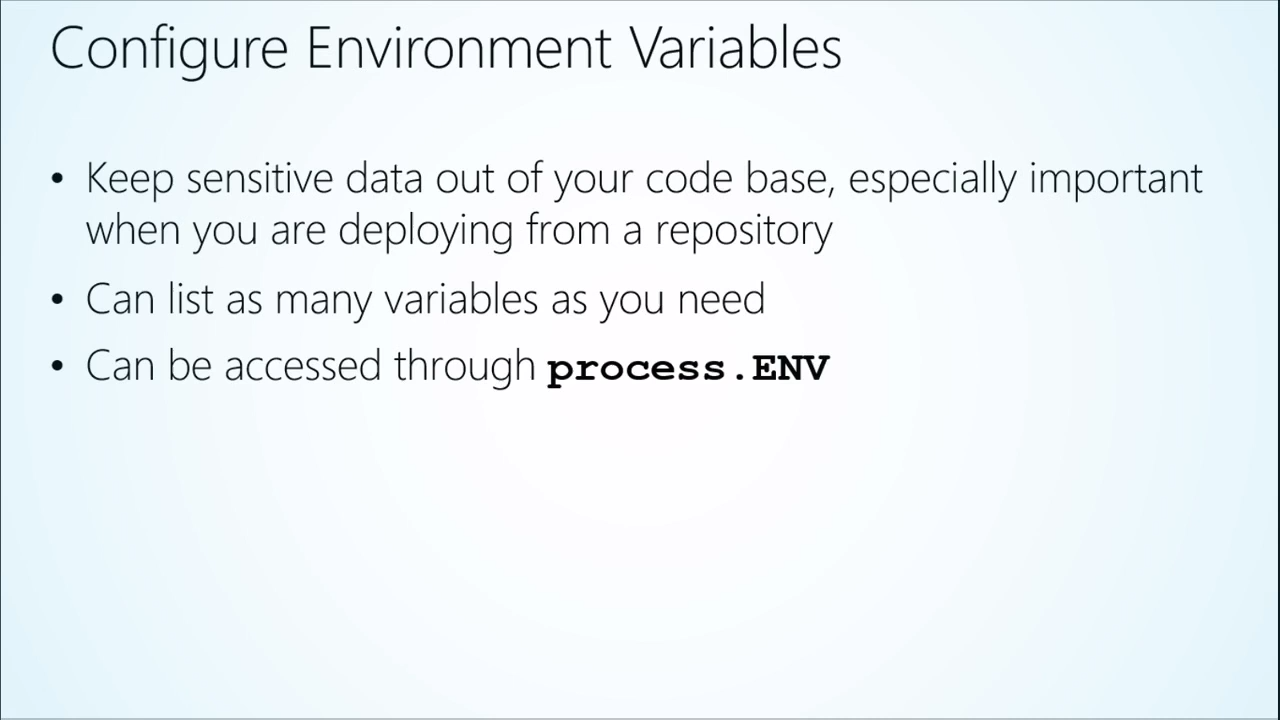 Configure Environment Variables
• Keep sensitive data out of your code base, especially important
when you are deploying from a repository
• Can list as many variables as you need
• Can be accessed through process.ENV